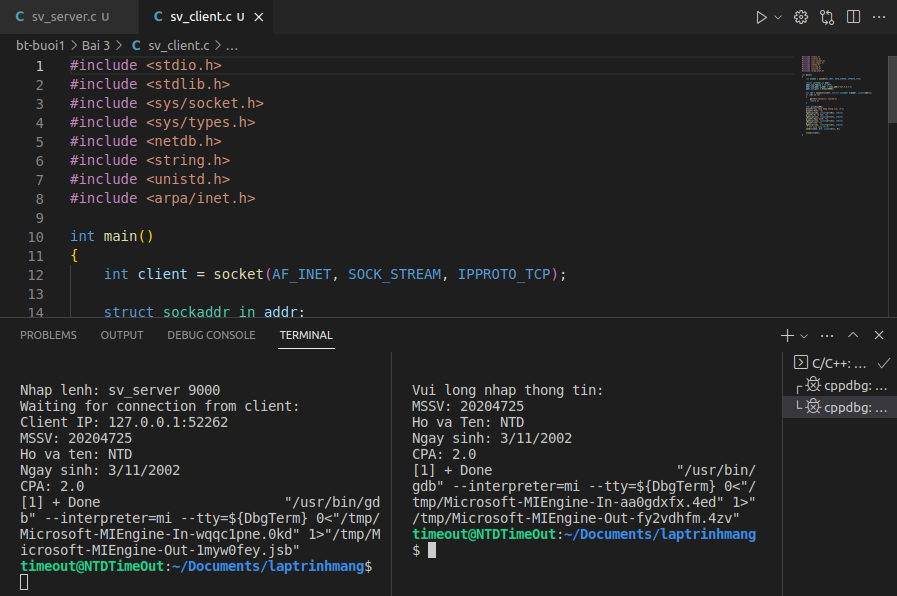 C sv_server.c U
C sv_client.c U
bt-buoi1 > Bai 3 > C sv_client.c > ...
1 #include <stdio.h>
2 #include <stdlib.h>
3 #include <sys/socket.h>
4 #include <sys/types.h>
5 #include <netdb.h>
6 #include <string.h>
7 #include <unistd.h>
8 #include <arpa/inet.h>
9
10 int main()
11 {
12 int client = socket(AF_INET, SOCK_STREAM, IPPROTO_TCP);
13
14 struct sockaddr_in addr;
PROBLEMS OUTPUT DEBUG CONSOLE TERMINAL
Nhap lenh: sv_server 9000
Waiting for connection from client:
Client IP: 127.0.0.1:52262
MSSV: 20204725
Ho va ten: NTD
Ngay sinh: 3/11/2002
CPA: 2.0
[1] + Done "/usr/bin/gd
b" --interpreter=mi --tty=${DbgTerm} 0<"/tmp/
Microsoft-MIEngine-In-wqqc1pne.0kd" 1>"/tmp/M
icrosoft-MIEngine-Out-1myw0fey.jsb"
timeout@NTDTimeOut:~/Documents/laptrinhmang$
Vui long nhap thong tin:
MSSV: 20204725
Ho va Ten: NTD
Ngay sinh: 3/11/2002
CPA: 2.0
[1] + Done "/usr/bin/
gdb" --interpreter=mi --tty=${DbgTerm} 0<"/
tmp/Microsoft-MIEngine-In-aa0gdxfx.4ed" 1>"
/tmp/Microsoft-MIEngine-Out-fy2vdhfm.4zv"
timeout@NTDTimeOut:~/Documents/laptrinhmang
$
C/C++: ...
cppdbg: ...
cppdbg: ...